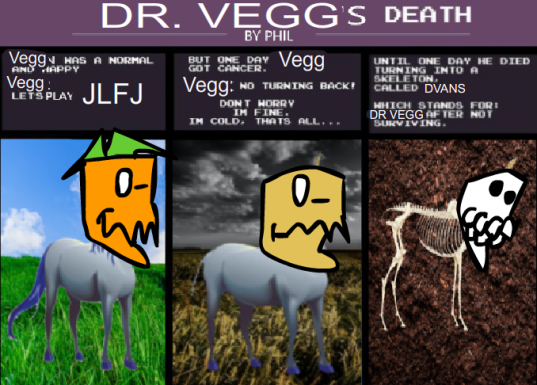 DR. VEGG'S DEATH
BY PHIL
Vegg N WAS A NORMAL
AND HAPPY
Vegg:
LETS PLAY JLFJ
BUT ONE DAY Vegg
GOT CANCER.
Vegg: NO TURNING BACK!
DONT WORRY
IM FINE.
IM COLD, THATS ALL...
UNTIL ONE DAY HE DIED
TURNING INTO A
SKELETON.
CALLED DVANS
WHICH STANDS FOR:
DR VEGG AFTER NOT
SURVIVING.